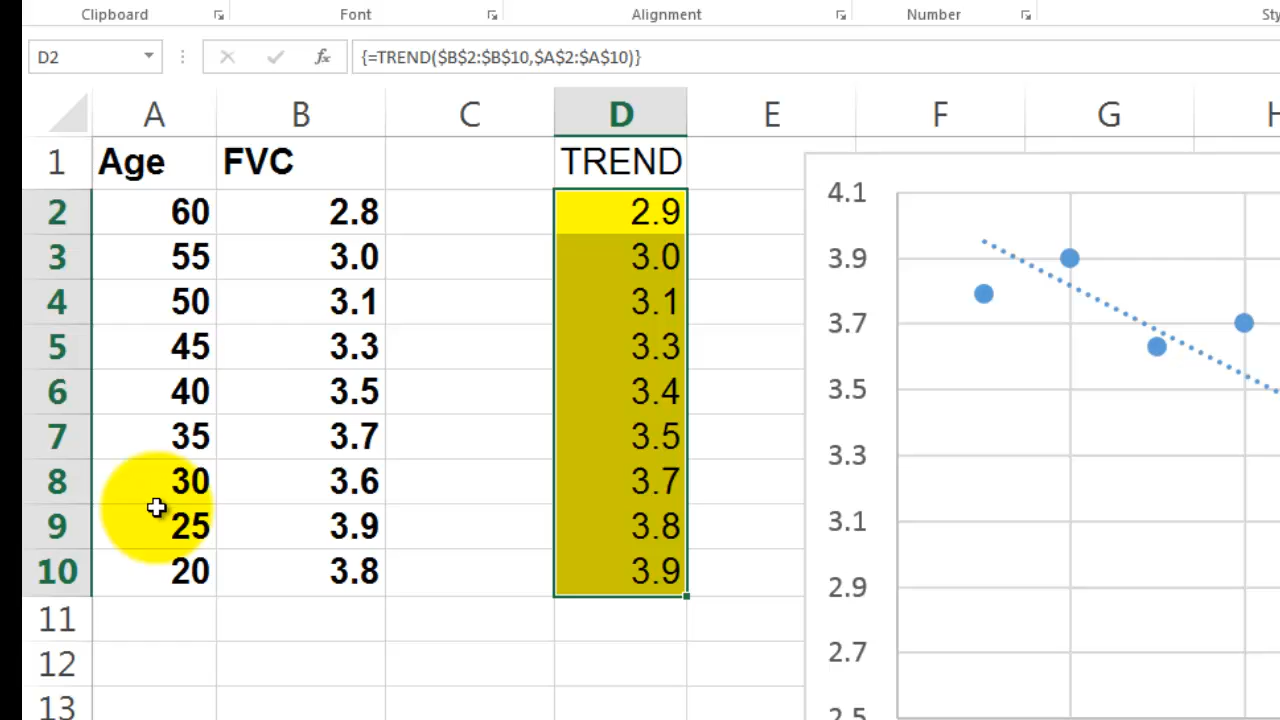 Clipboard Font Alignment Number
D2 {=TREND($B$2:$B$10,$A$2:$A$10)}
A B C D E F G H
1 Age FVC TREND
2 60 2.8 2.9
3 55 3.0 3.0
4 50 3.1 3.1
5 45 3.3 3.3
6 40 3.5 3.4
7 35 3.7 3.5
8 30 3.6 3.7
9 25 3.9 3.8
10 20 3.8 3.9
11
12
13
4.1
3.9
3.7
3.5
3.3
3.1
2.9
2.7
2.5